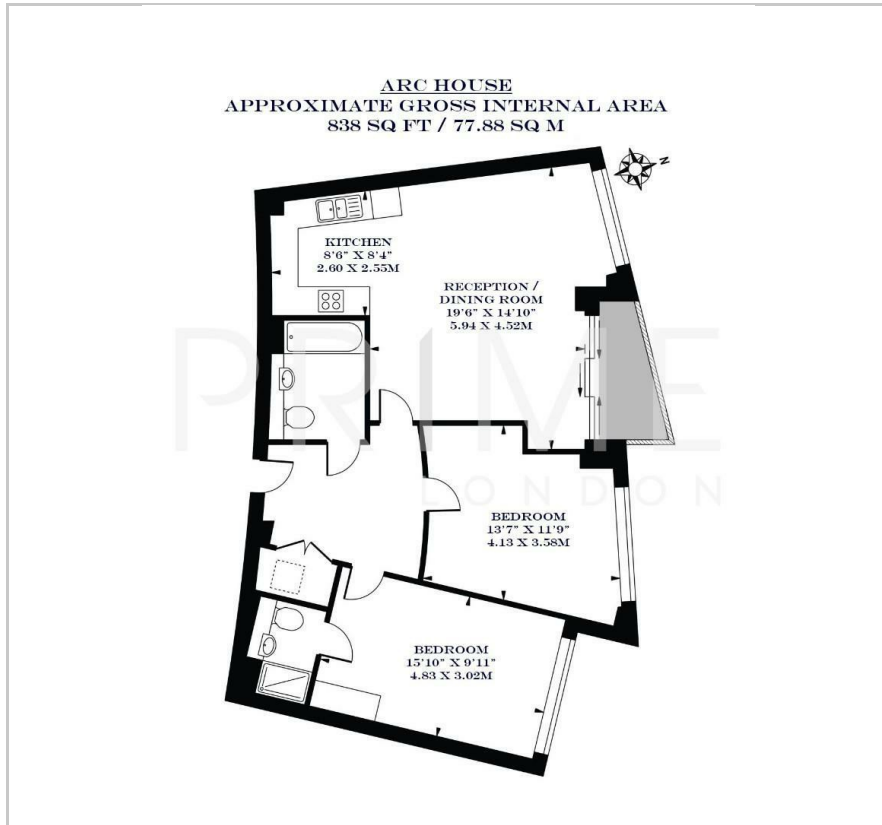 ARC HOUSE
APPROXIMATE GROSS INTERNAL AREA
838 SQ FT / 77.88 SQ M
N
KITCHEN
8'6" X 8'4"
2.60 X 2.55M
RECEPTION /
DINING ROOM
19'6" X 14'10"
5.94 X 4.52M
PRIME
LONDON
BEDROOM
13'7" X 11'9"
4.13 X 3.58M
BEDROOM
15'10" X 9'11"
4.83 X 3.02M